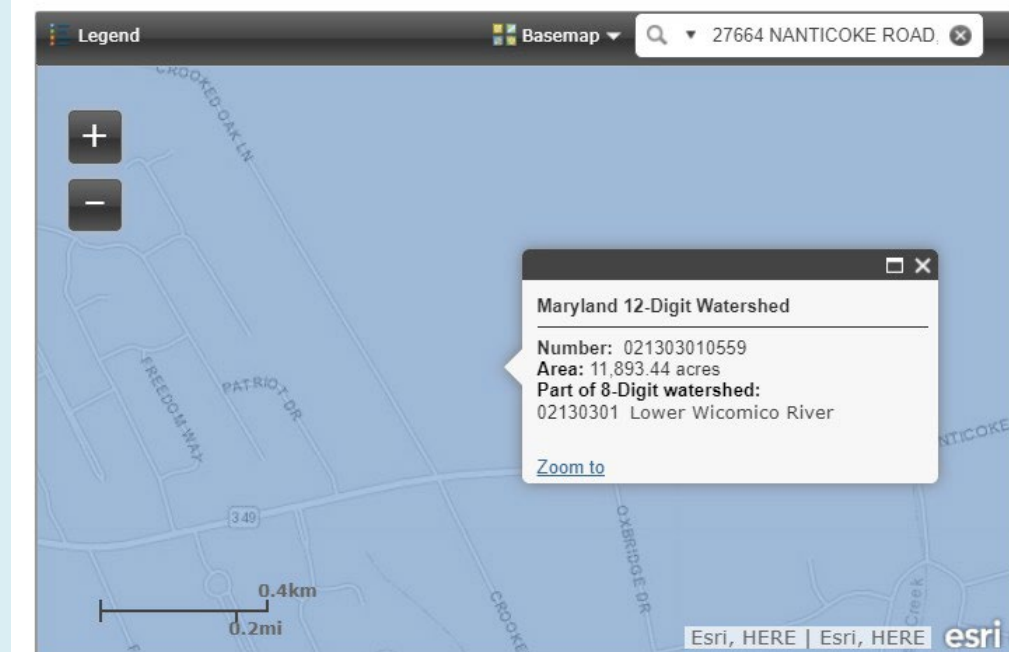 Legend
Basemap
27664 NANTICOKE ROAD,
CROOKED OAK LN
Maryland 12-Digit Watershed
Number: 021303010559
Area: 11,893.44 acres
Part of 8-Digit watershed:
02130301 Lower Wicomico River
Zoom to
FREEDOM WAY
PATRIOT DR
NTICOKE
349
OXBRIDGE DR
CROOKE
Creek
0.4km
0.2mi
Esri, HERE | Esri, HERE
esri